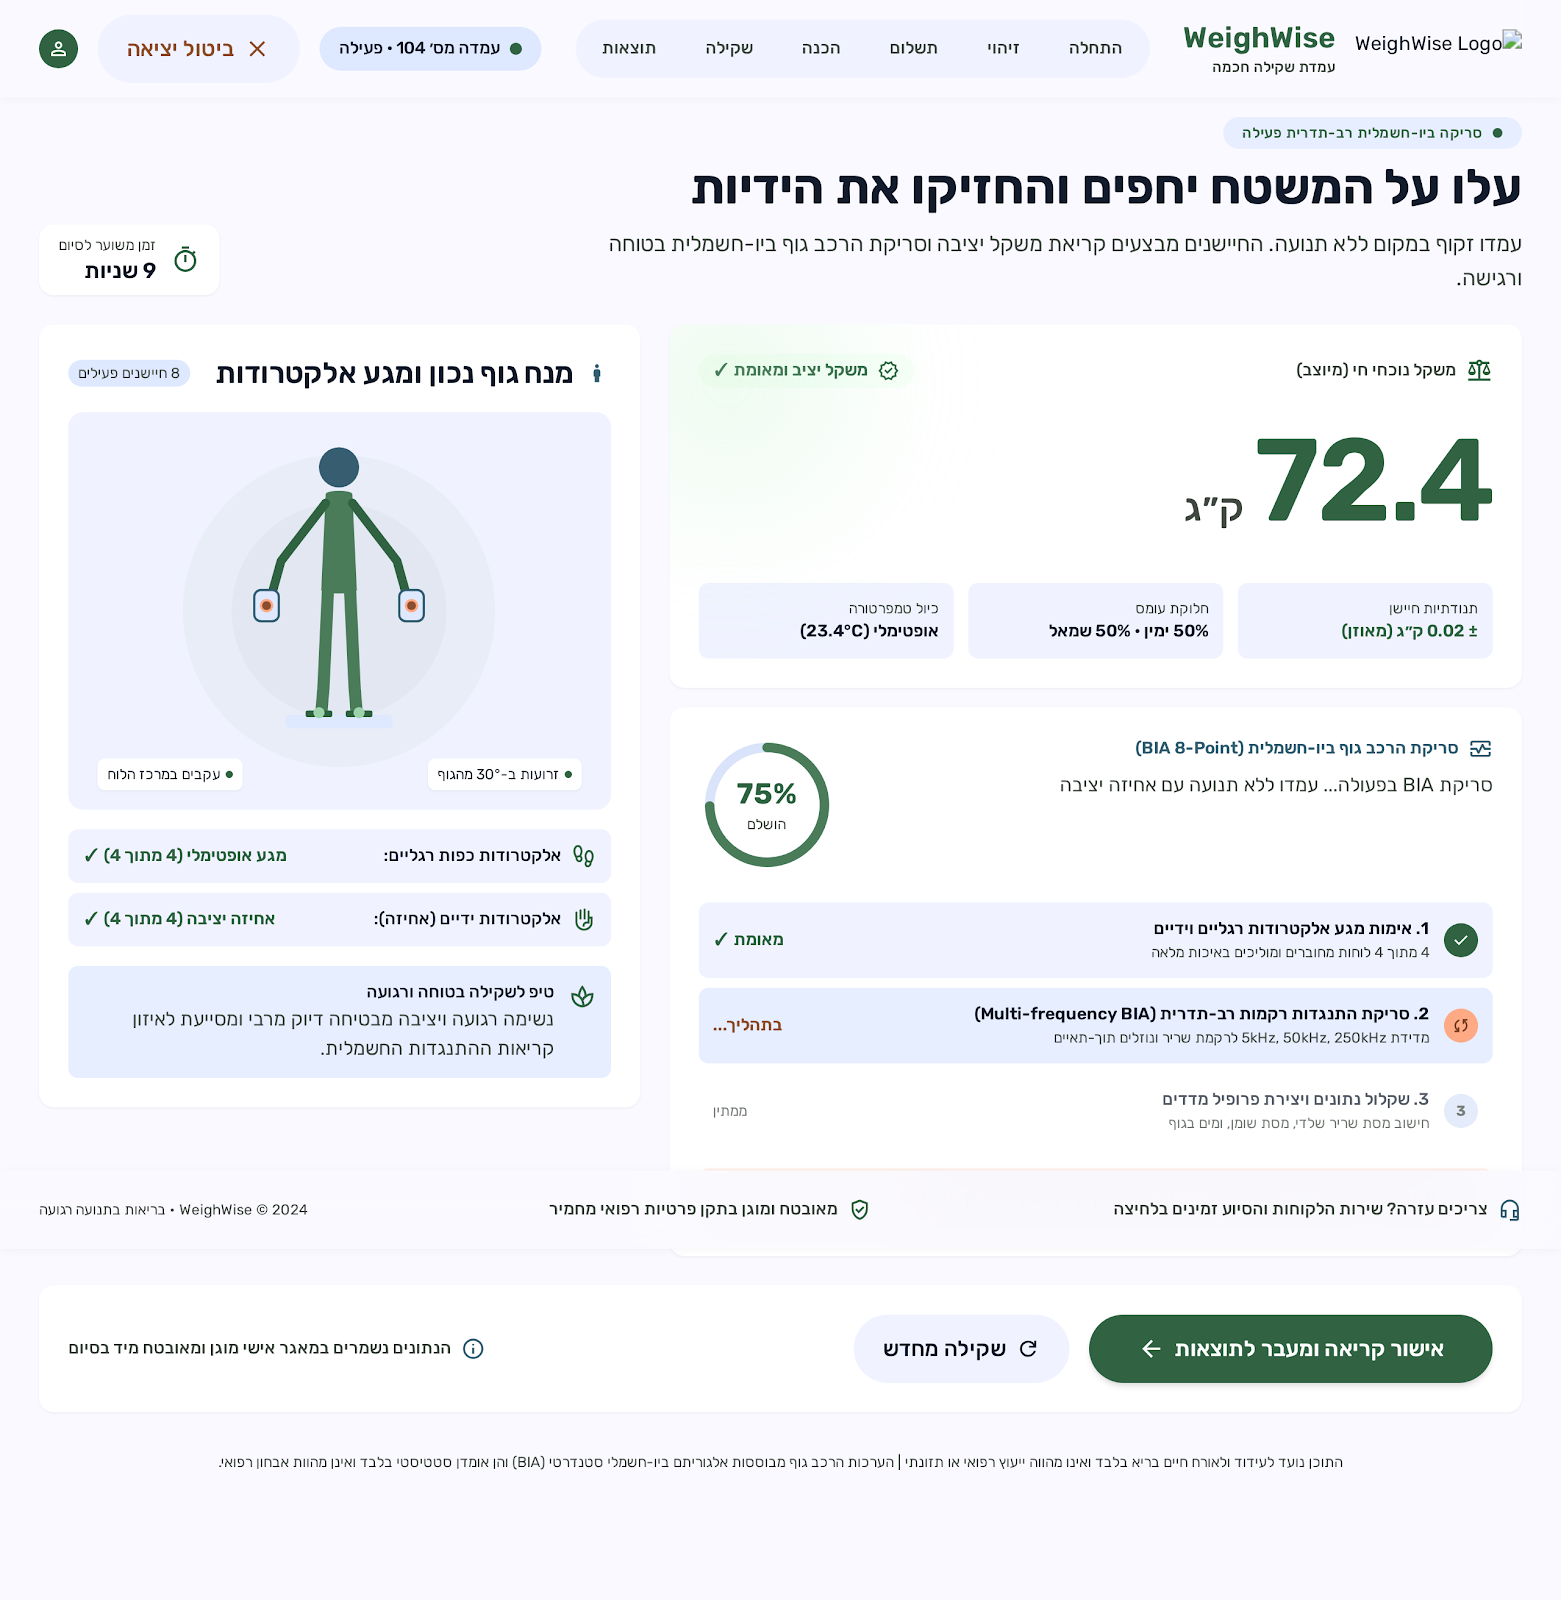 WeighWise Logo
WeighWise
עמדת שקילה חכמה
התחלה
זיהוי
תשלום
הכנה
שקילה
תוצאות
עמדה מס׳ 104 • פעילה
ביטול יציאה
סריקה ביו-חשמלית רב-תדרית פעילה
עלו על המשטח יחפים והחזיקו את הידיות
עמדו זקוף במקום ללא תנועה. החיישנים מבצעים קריאת משקל יציבה וסריקת הרכב גוף ביו-חשמלית בטוחה
ורגישה.
זמן משוער לסיום
9 שניות
משקל נוכחי חי (מיוצב)
משקל יציב ומאומת ✓
72.4 ק״ג
תנודתיות חיישן
± 0.02 ק״ג (מאוזן)
חלוקת עומס
50% ימין • 50% שמאל
כיול טמפרטורה
אופטימלי (23.4°C)
סריקת הרכב גוף ביו-חשמלית (BIA 8-Point)
סריקת BIA בפעולה... עמדו ללא תנועה עם אחיזה יציבה
75%
הושלם
1. אימות מגע אלקטרודות רגליים וידיים
4 מתוך 4 לוחות מחוברים ומוליכים באיכות מלאה
מאומת ✓
2. סריקת התנגדות רקמות רב-תדרית (Multi-frequency BIA)
מדידת 5kHz, 50kHz, 250kHz לרקמת שריר ונוזלים תוך-תאיים
בתהליך...
3
3. שקלול נתונים ויצירת פרופיל מדדים
חישוב מסת שריר שלדי, מסת שומן, ומים בגוף
ממתין
מנח גוף נכון ומגע אלקטרודות
8 חיישנים פעילים
זרועות ב-30° מהגוף
עקבים במרכז הלוח
אלקטרודות כפות רגליים:
מגע אופטימלי (4 מתוך 4) ✓
אלקטרודות ידיים (אחיזה):
אחיזה יציבה (4 מתוך 4) ✓
טיפ לשקילה בטוחה ורגועה
נשימה רגועה ויציבה מבטיחה דיוק מרבי ומסייעת לאיזון
קריאות ההתנגדות החשמלית.
צריכים עזרה? שירות הלקוחות והסיוע זמינים בלחיצה
מאובטח ומוגן בתקן פרטיות רפואי מחמיר
WeighWise © 2024 • בריאות בתנועה רגועה
אישור קריאה ומעבר לתוצאות
שקילה מחדש
הנתונים נשמרים במאגר אישי מוגן ומאובטח מיד בסיום
התוכן נועד לעידוד ולאורח חיים בריא בלבד ואינו מהווה ייעוץ רפואי או תזונתי | הערכות הרכב גוף מבוססות אלגוריתם ביו-חשמלי סטנדרטי (BIA) והן אומדן סטטיסטי בלבד ואינן מהוות אבחון רפואי.